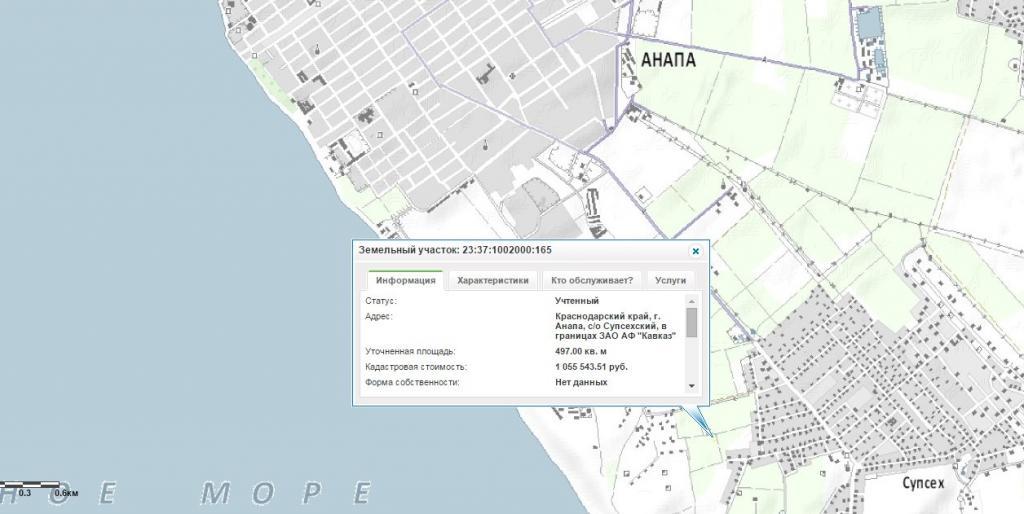 АНАПА
Земельный участок: 23:37:1002000:165
Информация Характеристики Кто обслуживает? Услуги
Статус: Учтенный
Адрес: Краснодарский край, г.
Анапа, с/о Супсехский, в
границах ЗАО АФ "Кавказ"
Уточненная площадь: 497.00 кв. м
Кадастровая стоимость: 1 055 543.51 руб.
Форма собственности: Нет данных
Супсех
0.3 0.6км
НОЕ МОРЕ